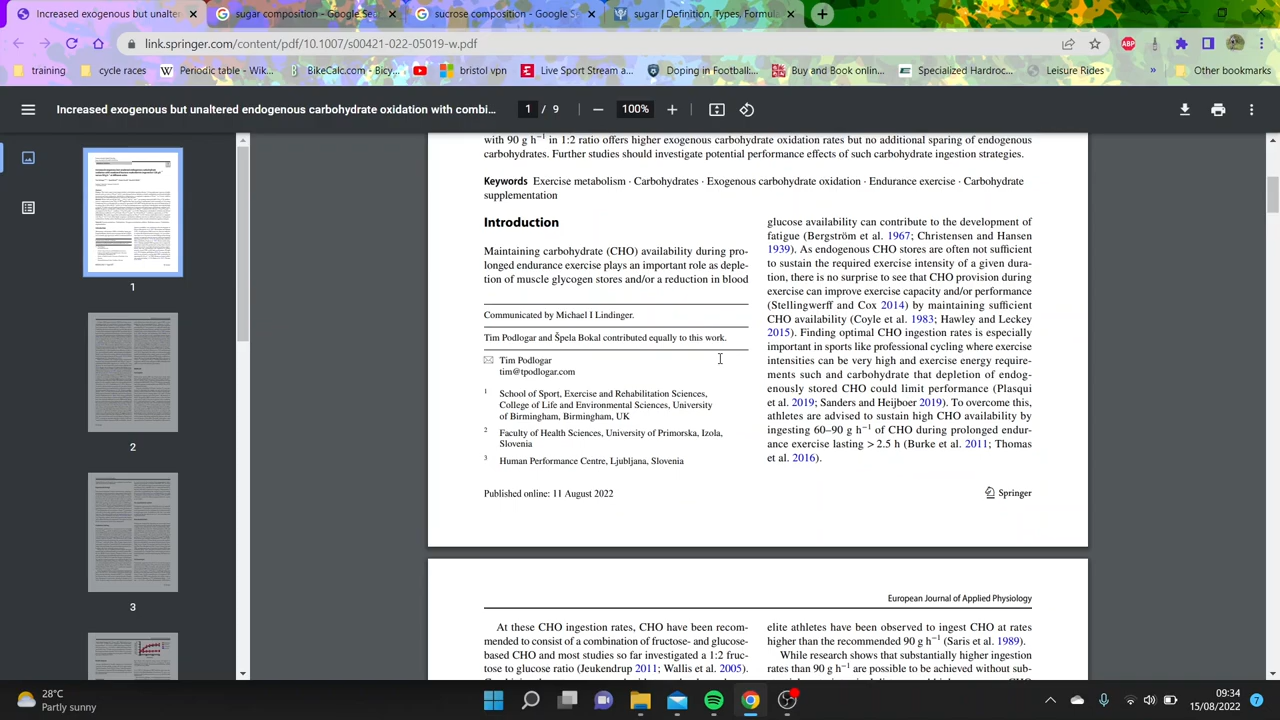 Increased exogenous but unalter
sugar composition - Google Sea
sucrose composition - Google Se
sugar | Definition, Types, Formula
link.springer.com/content/pdf/10.1007/s00421-022-05019-w.pdf
ABP
training
cycle races
W Periodic table - Wik...
BikeCalc.com - Bicy...
bristol vpn
Live Sport Stream a...
Doping in Football:...
Buy and Book onlin...
Specialized Hardroc...
Leisure Rides
»
Other bookmarks
Increased exogenous but unaltered endogenous carbohydrate oxidation with combi...
1 / 9
100%
1
2
3
with 90 g h⁻¹ in 1:2 ratio offers higher exogenous carbohydrate oxidation rates but no additional sparing of endogenous
carbohydrates. Further studies should investigate potential performance effects of such carbohydrate ingestion strategies.
Keywords Exercise metabolism · Carbohydrates · Exogenous carbohydrate oxidation · Endurance exercise · Carbohydrate
supplementation
Introduction
Maintaining carbohydrate (CHO) availability during pro-
longed endurance exercise plays an important role as deple-
tion of muscle glycogen stores and/or a reduction in blood
Communicated by Michael I Lindinger.
Tim Podlogar and Špela Bokal contributed equally to this work.
Tim Podlogar
tim@tpodlogar.com
1 School of Sport, Exercise and Rehabilitation Sciences,
College of Life and Environmental Sciences, University
of Birmingham, Birmingham, UK
2 Faculty of Health Sciences, University of Primorska, Izola,
Slovenia
3 Human Performance Centre, Ljubljana, Slovenia
glucose availability can contribute to the development of
fatigue (Bergström et al. 1967; Christensen and Hansen
1939). As endogenous CHO stores are often not sufficient
to sustain the required exercise intensity of a given dura-
tion, there is no surprise to see that CHO provision during
exercise can improve exercise capacity and/or performance
(Stellingwerff and Cox 2014) by maintaining sufficient
CHO availability (Coyle et al. 1983; Hawley and Leckey
2015). Finding optimal CHO ingestion rates is especially
important in sports like professional cycling where exercise
intensities can be very high and exercise energy require-
ments such and carbohydrate that depletion of endog-
enously stored CHO could limit performance (Plasqui
et al. 2019; Sanders and Heijboer 2019). To overcome this,
athletes are advised to sustain high CHO availability by
ingesting 60–90 g h⁻¹ of CHO during prolonged endur-
ance exercise lasting > 2.5 h (Burke et al. 2011; Thomas
et al. 2016).
Published online: 11 August 2022
Springer
European Journal of Applied Physiology
At these CHO ingestion rates, CHO have been recom-
mended to consist of a combination of fructose- and glucose-
based CHO and most studies so far investigated a 1:2 fruc-
tose to glucose ratio (Jeukendrup 2011; Wallis et al. 2005).
elite athletes have been observed to ingest CHO at rates
higher than the recommended 90 g h⁻¹ (Saris et al. 1989).
While research shows that substantially higher ingestion
rates than 90 g h⁻¹ are possible to be achieved without sub-
28°C
Partly sunny
09:34
15/08/2022
7